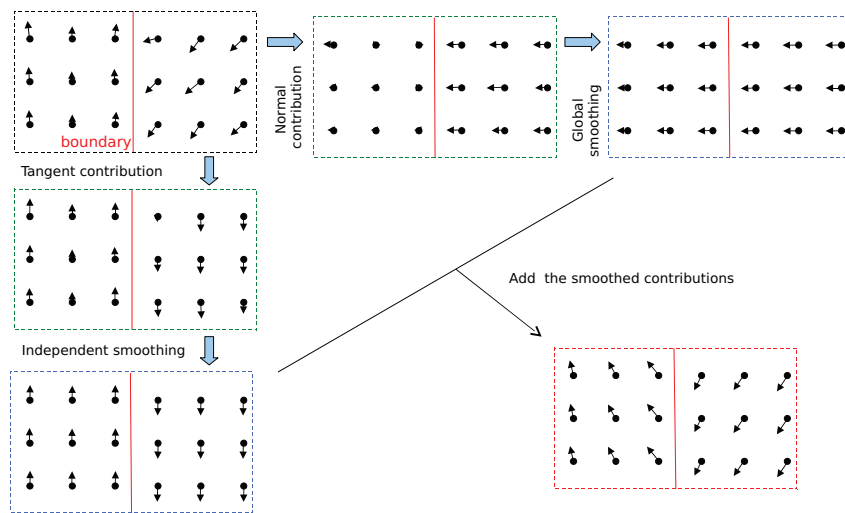 boundary
Normal
contribution
Global
smoothing
Tangent contribution
Independent smoothing
Add  the smoothed contributions